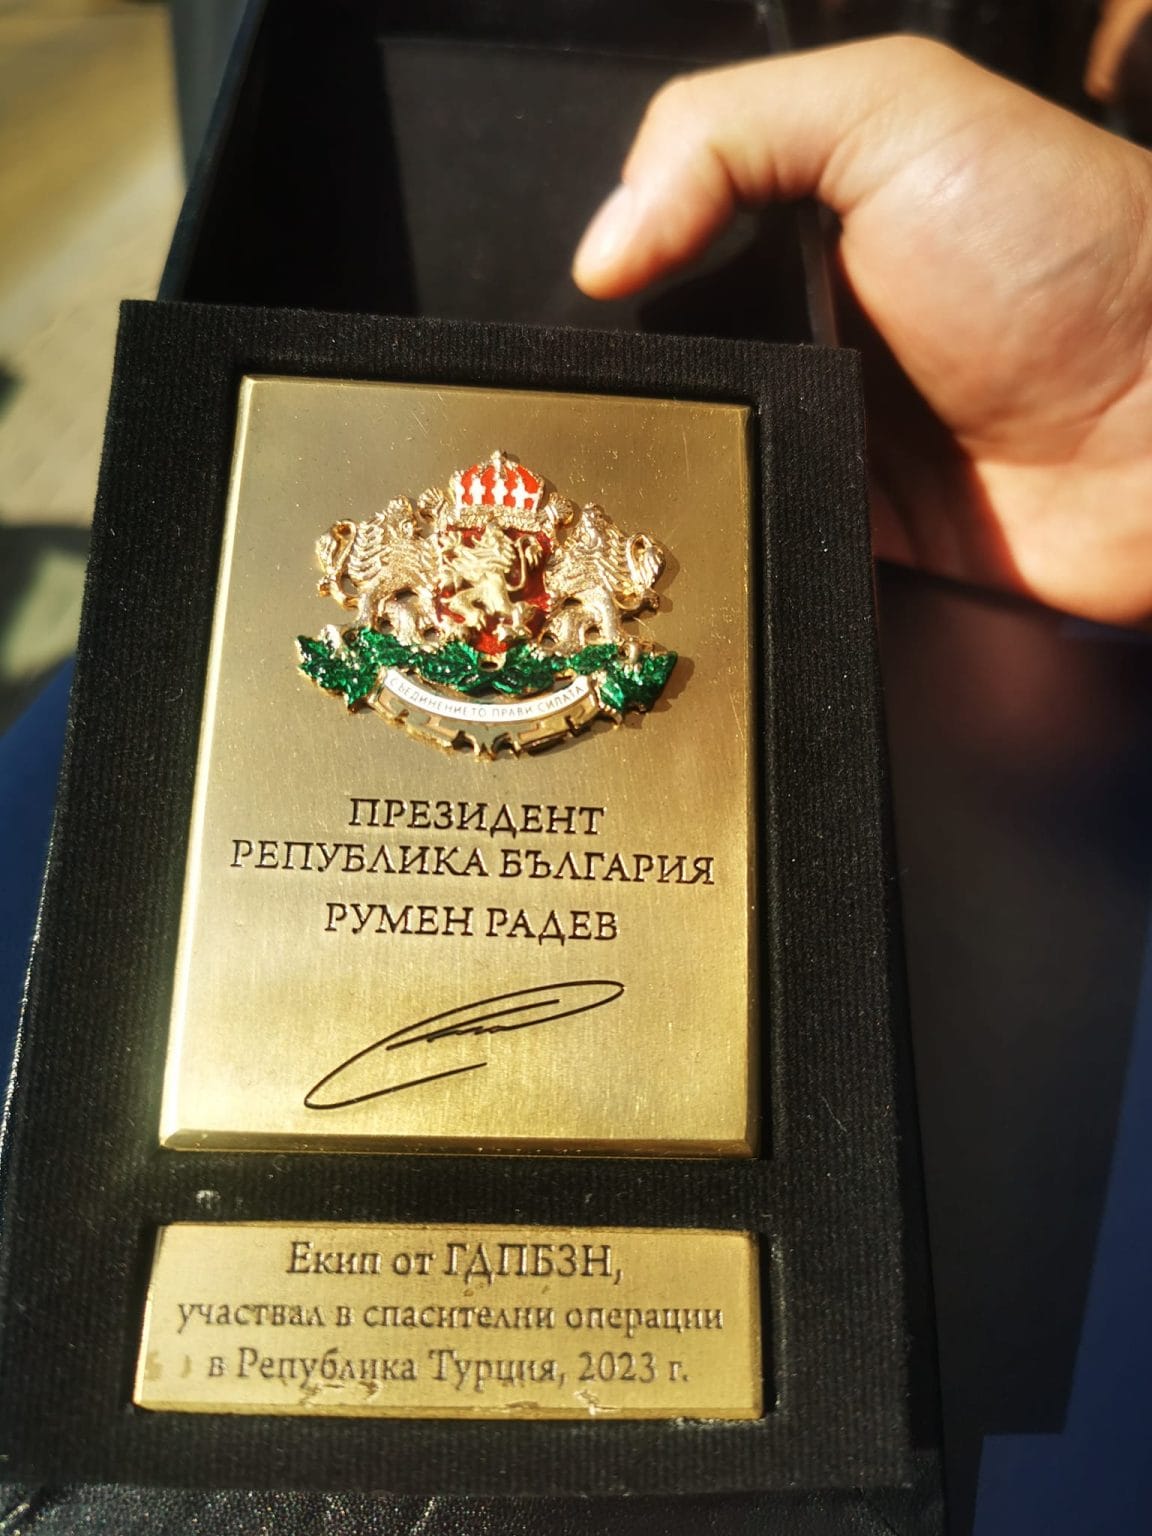 СЪЕДИНЕНИЕТО ПРАВИ СИЛАТА
ПРЕЗИДЕНТ
РЕПУБЛИКА БЪЛГАРИЯ
РУМЕН РАДЕВ
Екип от ГДПБЗН,
участвал в спасителни операции
в Република Турция, 2023 г.